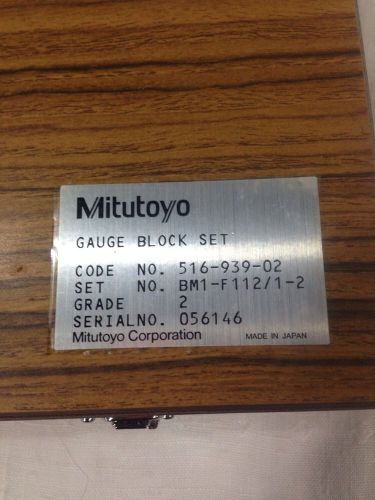 Mitutoyo
GAUGE BLOCK SET
CODE NO. 516-939-02
SET NO. BM1-F112/1-2
GRADE 2
SERIALNO. 056146
Mitutoyo Corporation MADE IN JAPAN